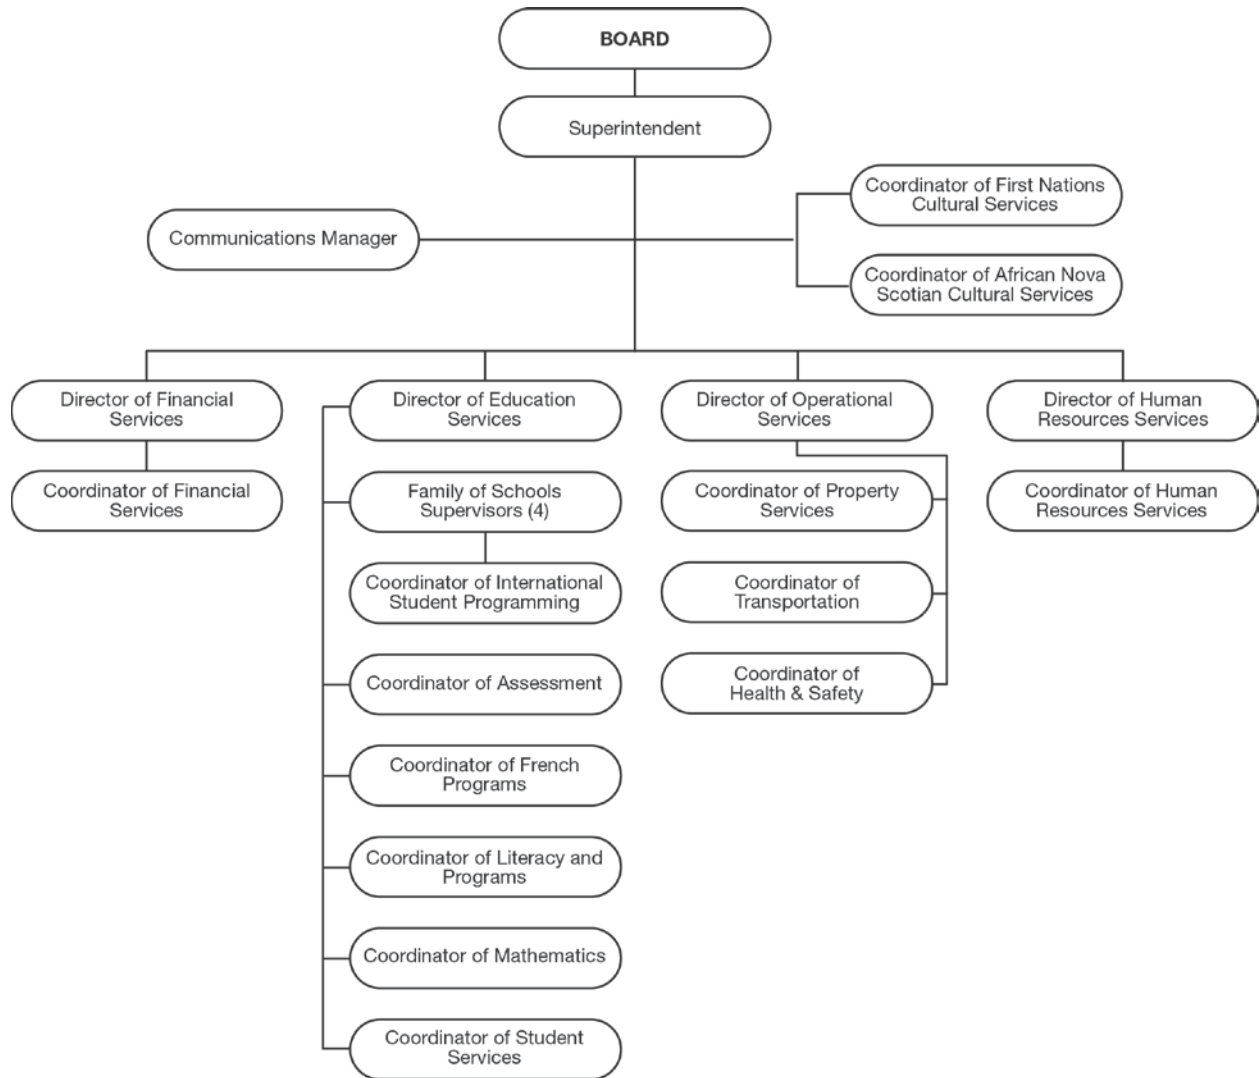 BOARD
Superintendent
Coordinator of First Nations
Cultural Services
Communications Manager
Coordinator of African Nova
Scotian Cultural Services
Director of Financial
Services
Director of Education
Services
Director of Operational
Services
Director of Human
Resources Services
Coordinator of Financial
Services
Family of Schools
Supervisors (4)
Coordinator of Property
Services
Coordinator of Human
Resources Services
Coordinator of International
Student Programming
Coordinator of
Transportation
Coordinator of Assessment
Coordinator of
Health & Safety
Coordinator of French
Programs
Coordinator of Literacy and
Programs
Coordinator of Mathematics
Coordinator of Student
Services